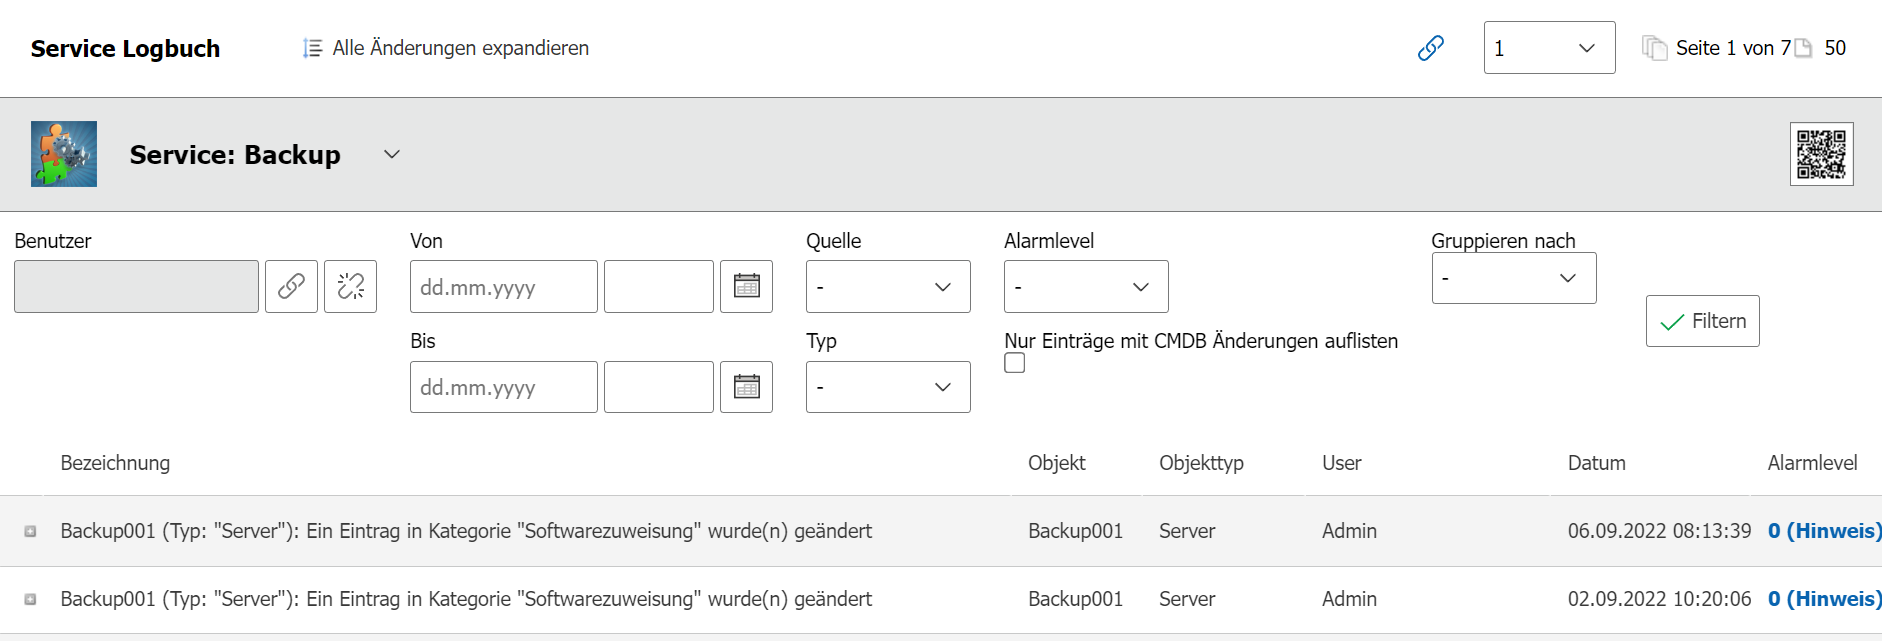 Service Logbuch
Alle Änderungen expandieren
1
Seite 1 von 7
50
Service: Backup
Benutzer
Von
Quelle
Alarmlevel
Gruppieren nach
dd.mm.yyyy
-
-
-
Filtern
Bis
Typ
Nur Einträge mit CMDB Änderungen auflisten
dd.mm.yyyy
-
Bezeichnung Objekt Objekttyp User Datum Alarmlevel
Backup001 (Typ: "Server"): Ein Eintrag in Kategorie "Softwarezuweisung" wurde(n) geändert Backup001 Server Admin 06.09.2022 08:13:39 0 (Hinweis)
Backup001 (Typ: "Server"): Ein Eintrag in Kategorie "Softwarezuweisung" wurde(n) geändert Backup001 Server Admin 02.09.2022 10:20:06 0 (Hinweis)